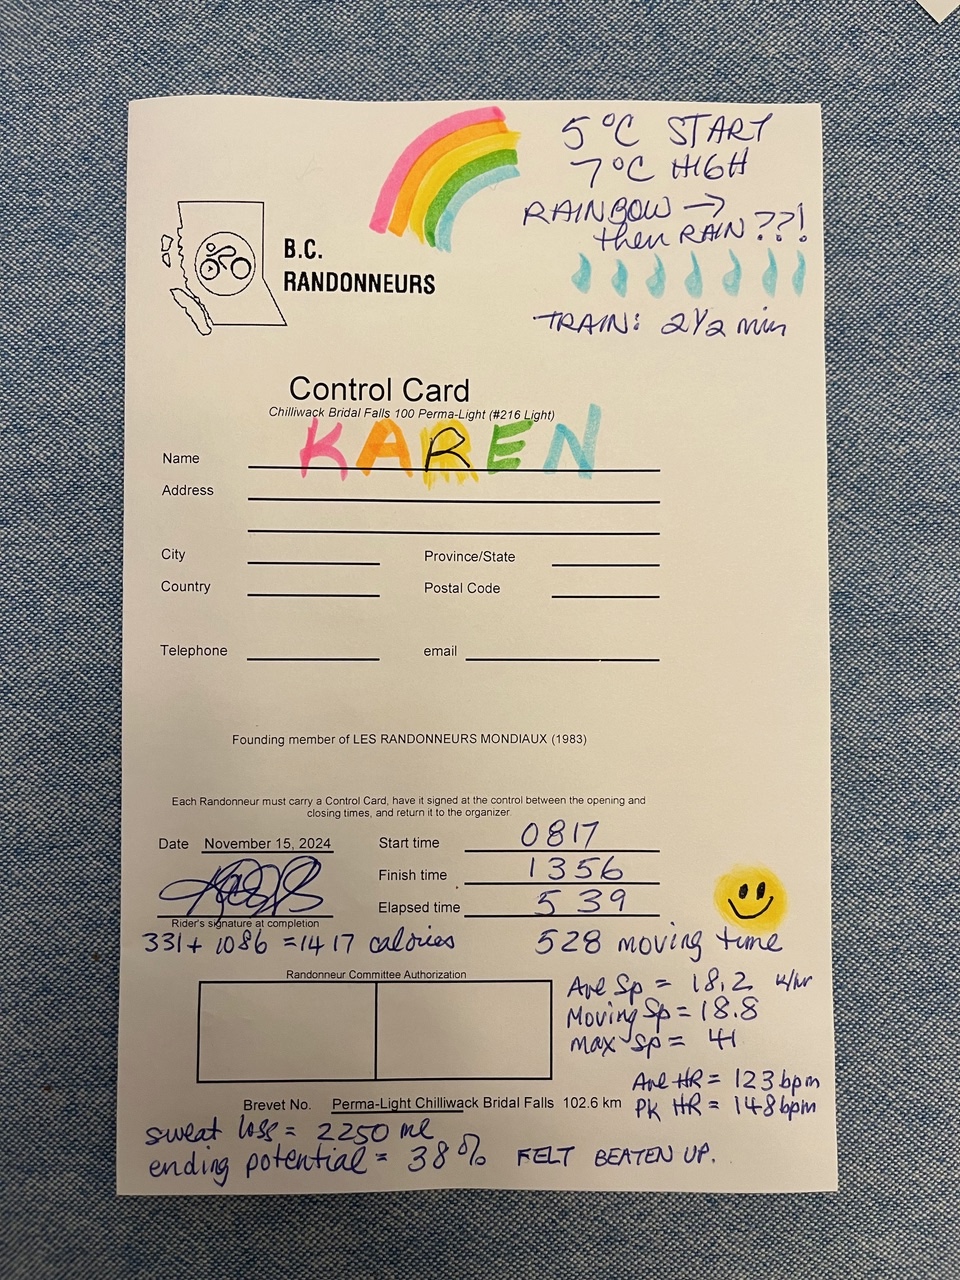 5°C START
7°C HIGH
RAINBOW →
then RAIN ??!
TRAIN: 2 1/2 min
B.C.
RANDONNEURS
Control Card
Chilliwack Bridal Falls 100 Perma-Light (#216 Light)
Name KAREN
Address
City Province/State
Country Postal Code
Telephone email
Founding member of LES RANDONNEURS MONDIAUX (1983)
Each Randonneur must carry a Control Card, have it signed at the control between the opening and
closing times, and return it to the organizer.
Date November 15, 2024 Start time 0817
Finish time 1356
Elapsed time 5 39
Rider's signature at completion
331 + 1086 = 1417 calories 528 moving time
Randonneur Committee Authorization
Ave Sp = 18.2 k/hr
Moving Sp = 18.8
max sp = 41
Ave HR = 123 bpm
Pk HR = 148 bpm
Brevet No. Perma-Light Chilliwack Bridal Falls 102.6 km
sweat loss = 2250 ml
ending potential = 38% FELT BEATEN UP.